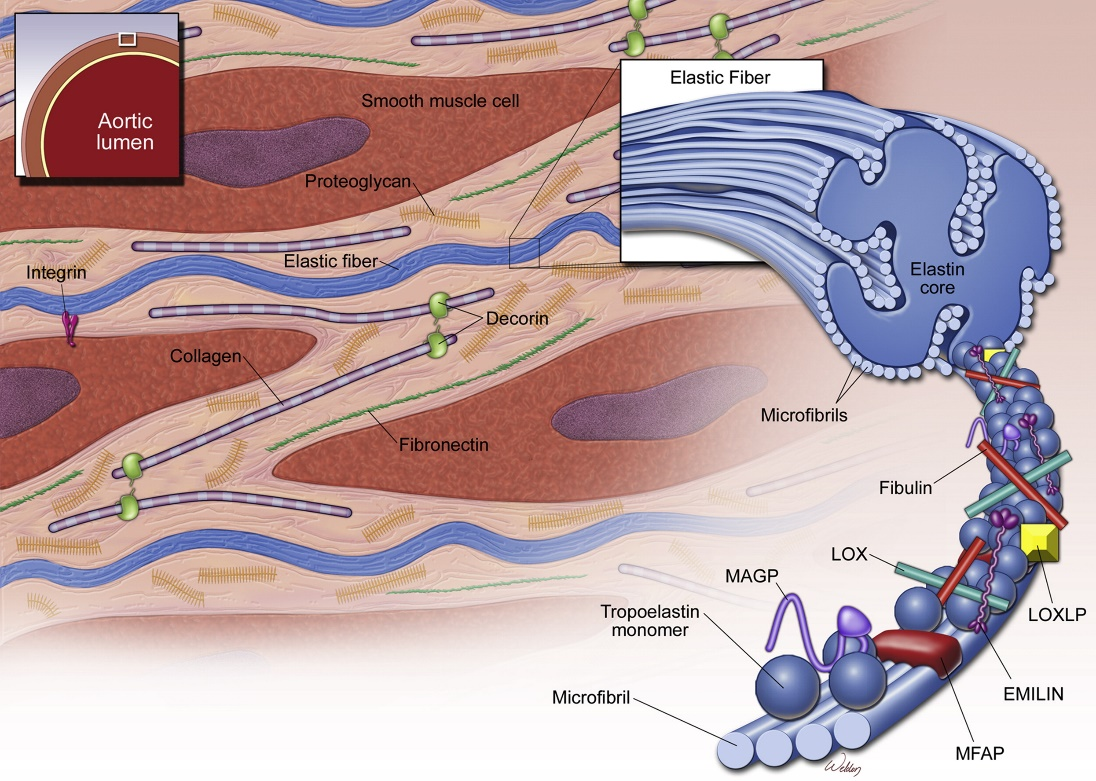 Aortic
lumen
Smooth muscle cell
Elastic Fiber
Proteoglycan
Integrin
Elastic fiber
Elastin
core
Decorin
Collagen
Microfibrils
Fibronectin
Fibulin
LOX
MAGP
Tropoelastin
monomer
LOXLP
Microfibril
EMILIN
MFAP
Welden